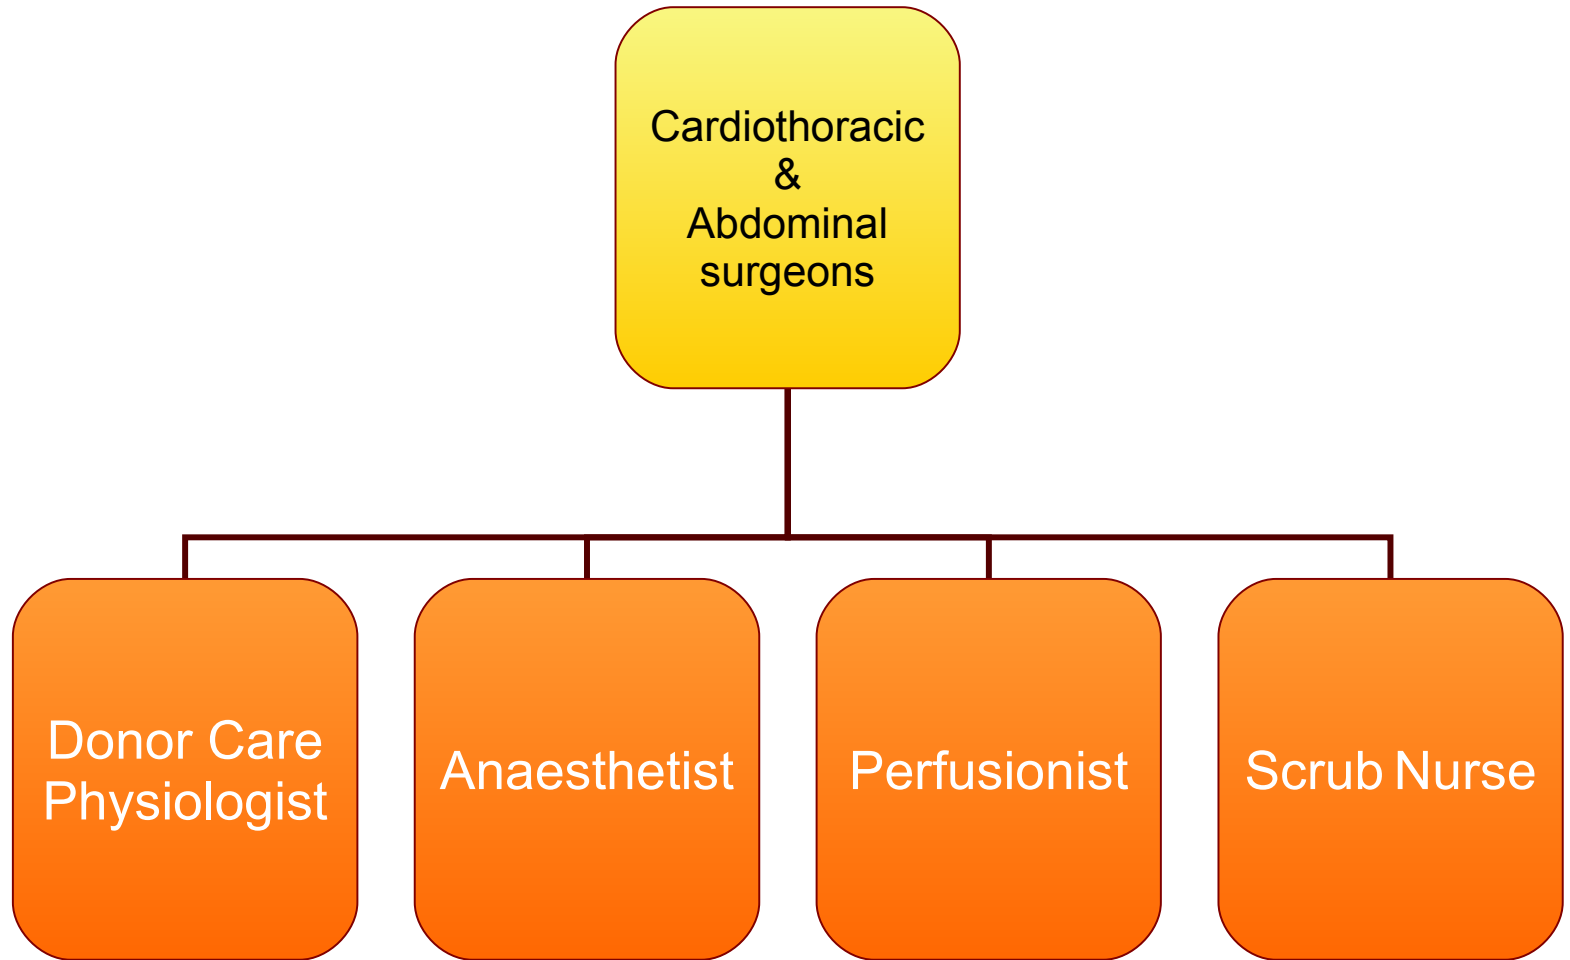 Cardiothoracic
&
Abdominal
surgeons
Donor Care
Physiologist
Anaesthetist
Perfusionist
Scrub Nurse